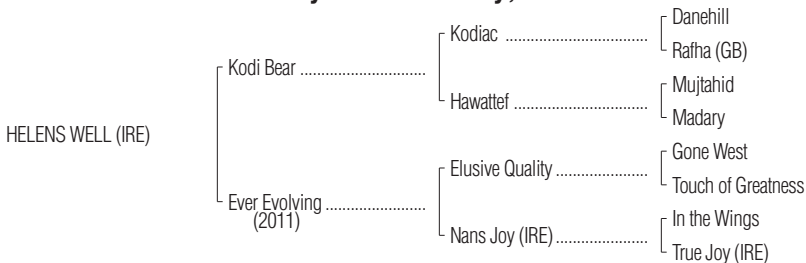 Danehill
Kodiac ....................................
Rafha (GB)
Kodi Bear ................................
Mujtahid
Hawattef ..................................
Madary
HELENS WELL (IRE)
Gone West
Elusive Quality ........................
Touch of Greatness
Ever Evolving .........................
(2011)
In the Wings
Nans Joy (IRE) ........................
True Joy (IRE)